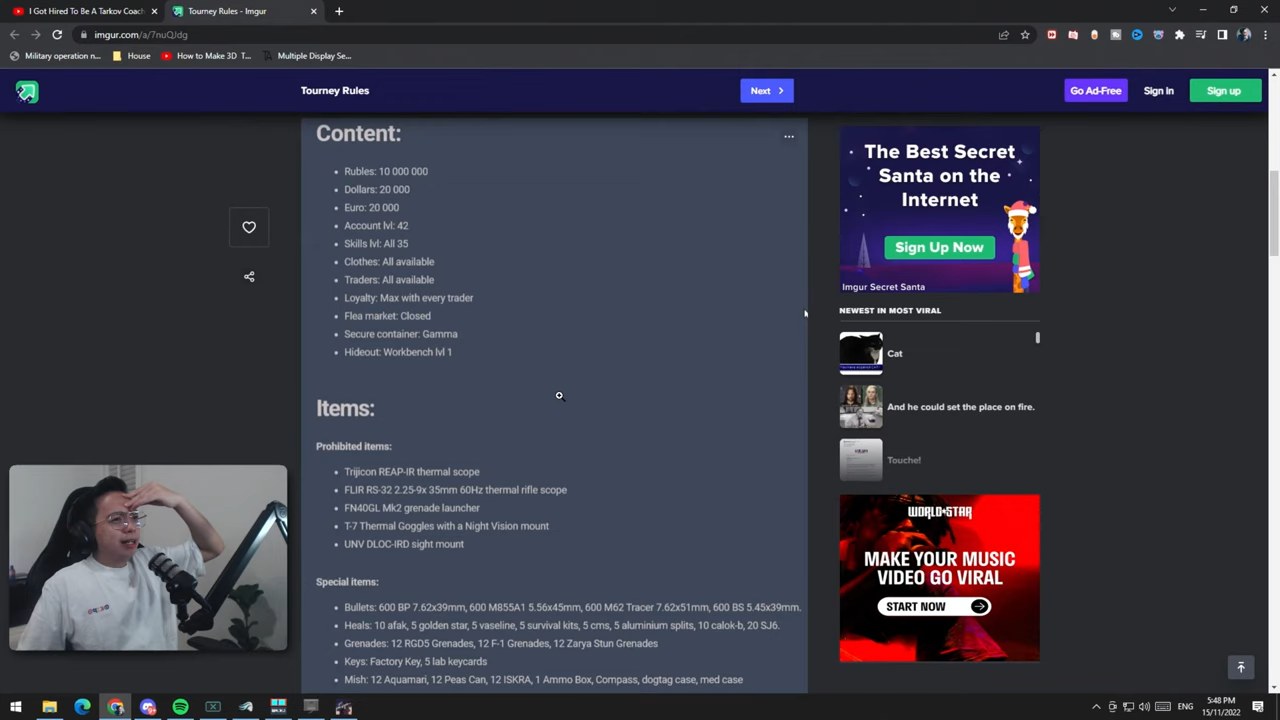 I Got Hired To Be A Tarkov Coach
Tourney Rules - Imgur
imgur.com/a/7nuQJdg
Military operation n...
House
How to Make 3D T...
Multiple Display Se...
Tourney Rules
Next
Go Ad-Free
Sign in
Sign up
Content:
Rubles: 10 000 000
Dollars: 20 000
Euro: 20 000
Account lvl: 42
Skills lvl: All 35
Clothes: All available
Traders: All available
Loyalty: Max with every trader
Flea market: Closed
Secure container: Gamma
Hideout: Workbench lvl 1
Items:
Prohibited items:
Trijicon REAP-IR thermal scope
FLIR RS-32 2.25-9x 35mm 60Hz thermal rifle scope
FN40GL Mk2 grenade launcher
T-7 Thermal Goggles with a Night Vision mount
UNV DLOC-IRD sight mount
Special items:
Bullets: 600 BP 7.62x39mm, 600 M855A1 5.56x45mm, 600 M62 Tracer 7.62x51mm, 600 BS 5.45x39mm.
Heals: 10 afak, 5 golden star, 5 vaseline, 5 survival kits, 5 cms, 5 aluminium splits, 10 calok-b, 20 SJ6.
Grenades: 12 RGD5 Grenades, 12 F-1 Grenades, 12 Zarya Stun Grenades
Keys: Factory Key, 5 lab keycards
Mish: 12 Aquamari, 12 Peas Can, 12 ISKRA, 1 Ammo Box, Compass, dogtag case, med case
The Best Secret
Santa on the
Internet
Sign Up Now
Imgur Secret Santa
NEWEST IN MOST VIRAL
Cat
And he could set the place on fire.
Touche!
WORLDSTAR
MAKE YOUR MUSIC
VIDEO GO VIRAL
START NOW
ENG
5:48 PM
15/11/2022